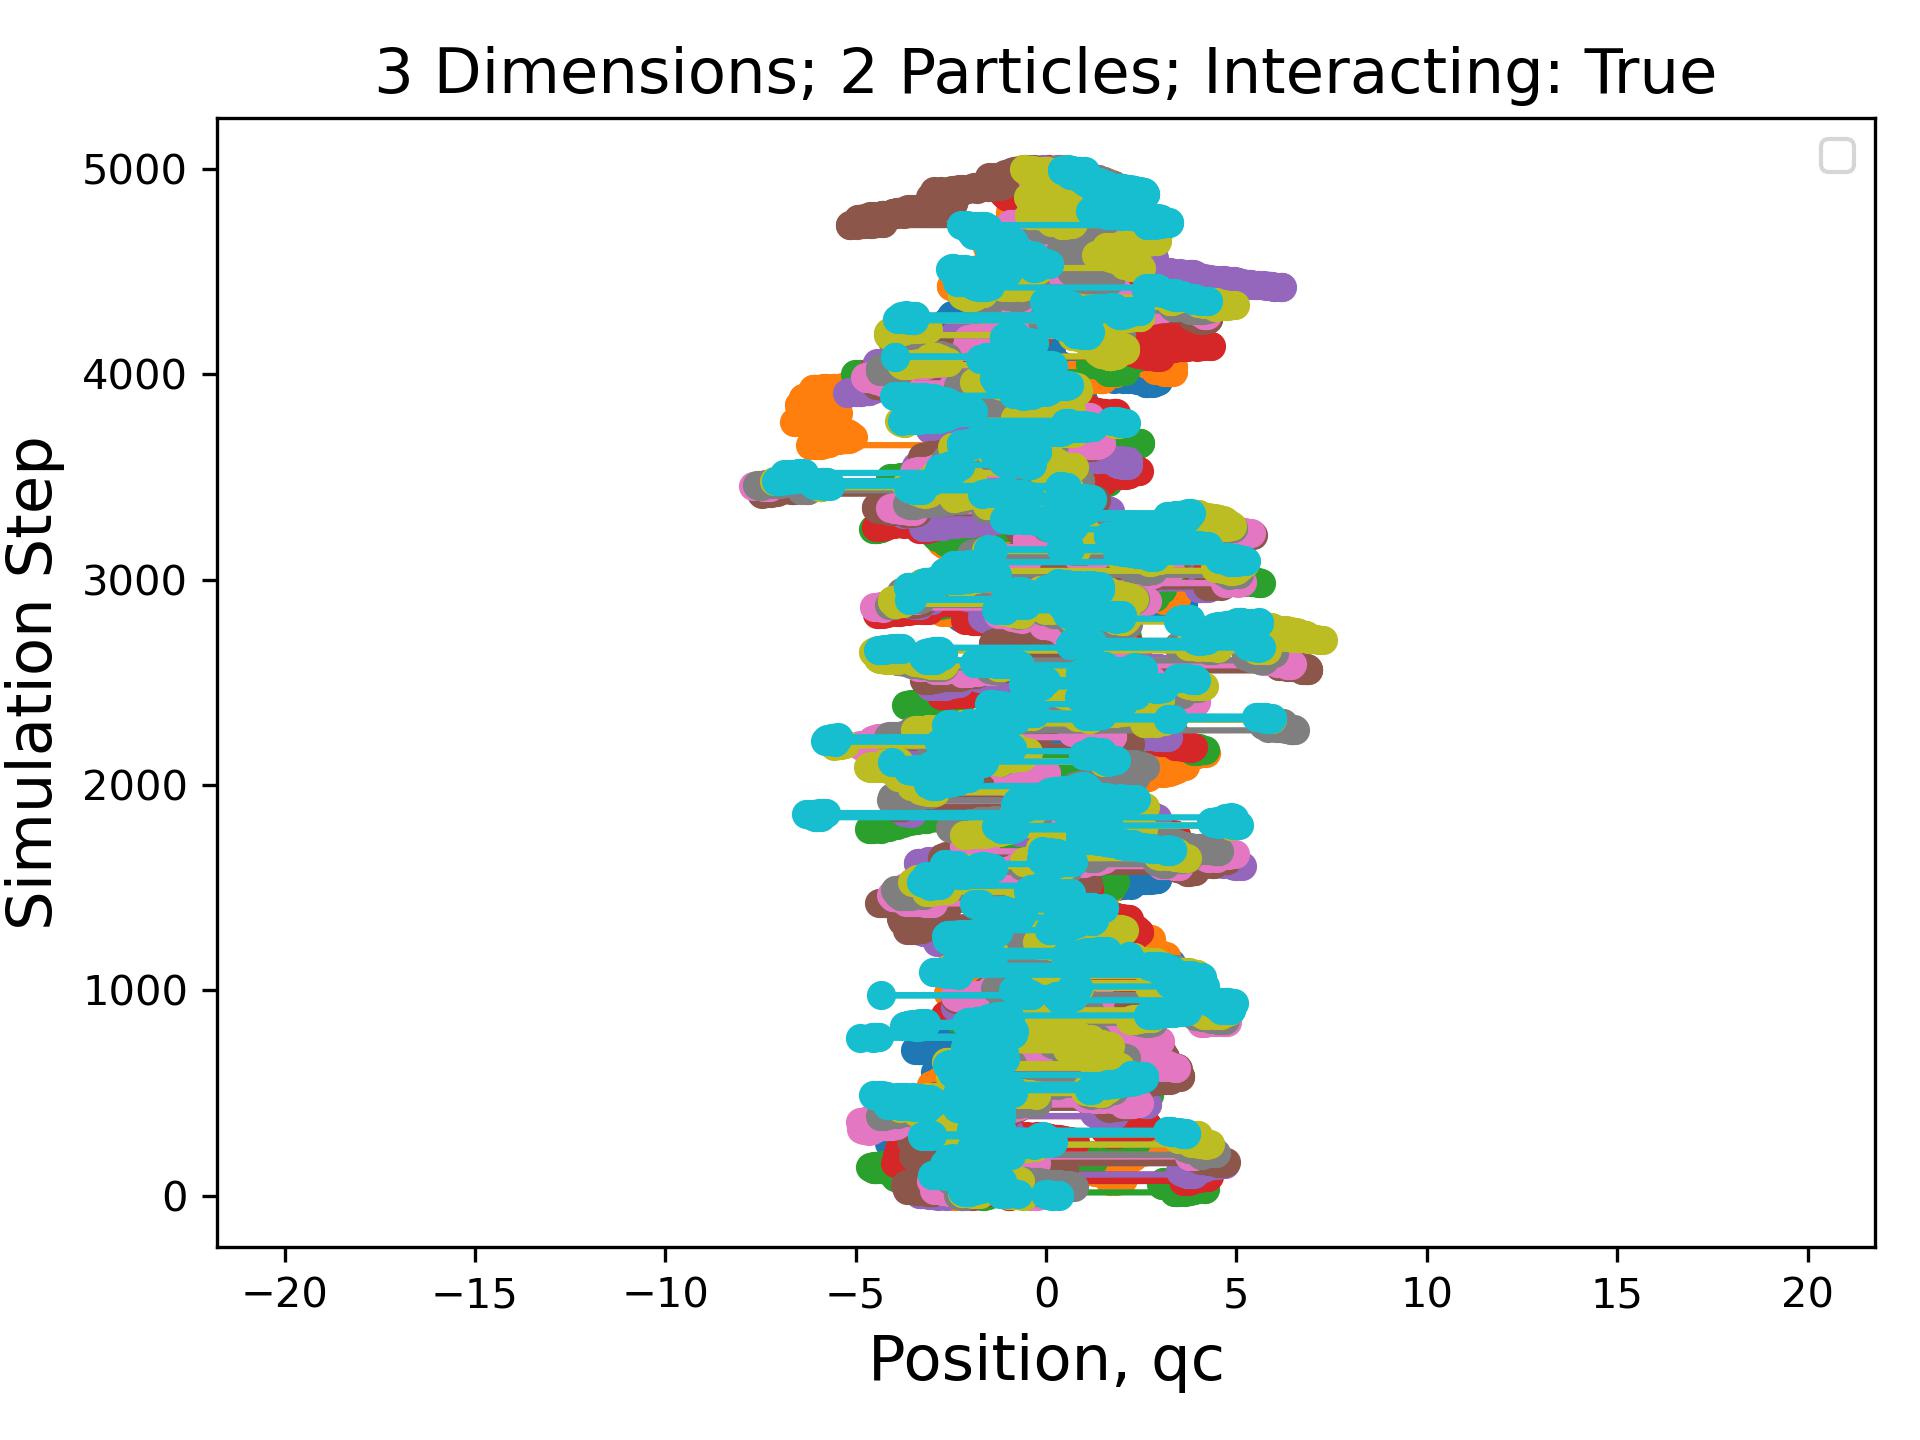 3 Dimensions; 2 Particles; Interacting: True
5000
4000
3000
2000
1000
0
Simulation Step
−20 −15 −10 −5 0 5 10 15 20
Position, qc